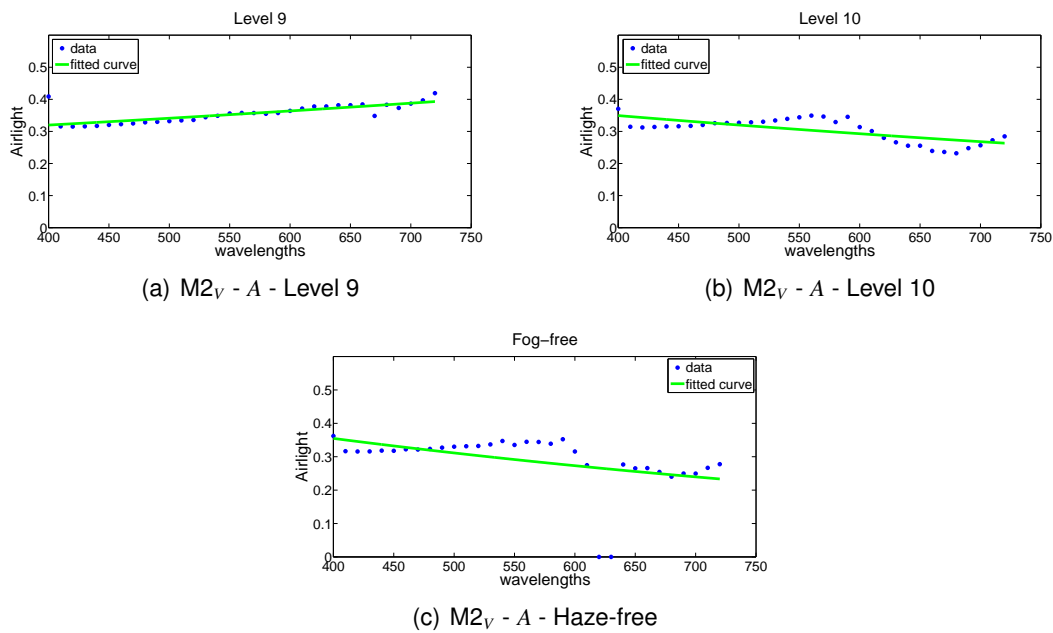 Level 9
data
fitted curve
Airlight
0.5
0.4
0.3
0.2
0.1
0
400 450 500 550 600 650 700 750
wavelengths
(a) M2V - A - Level 9
Level 10
data
fitted curve
Airlight
0.5
0.4
0.3
0.2
0.1
0
400 450 500 550 600 650 700 750
wavelengths
(b) M2V - A - Level 10
Fog−free
data
fitted curve
Airlight
0.5
0.4
0.3
0.2
0.1
0
400 450 500 550 600 650 700 750
wavelengths
(c) M2V - A - Haze-free